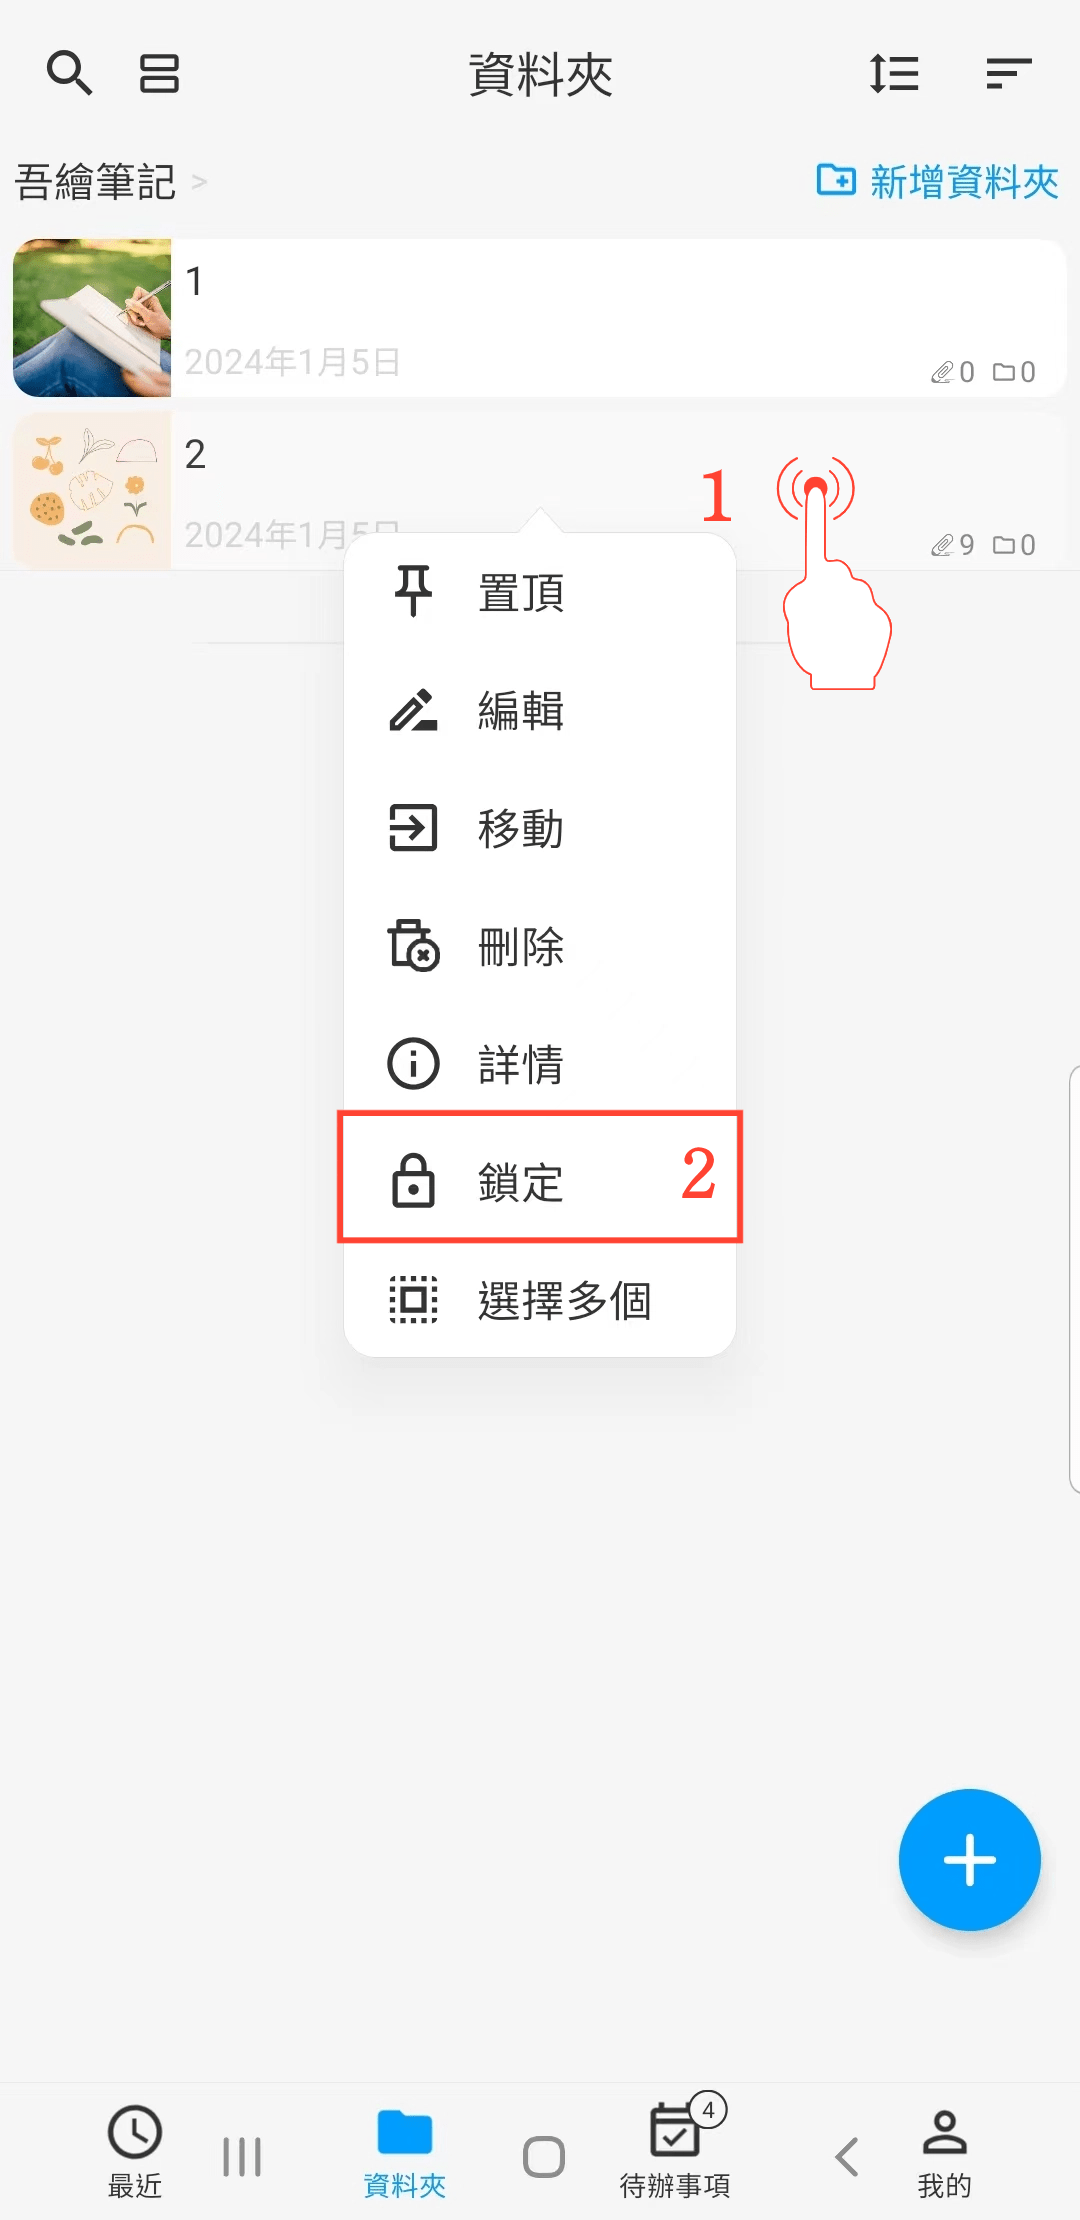 資料夾
吾繪筆記 >
新增資料夾
1
2024年1月5日
0 0
2
2024年1月5日
9 0
1
置頂
編輯
移動
刪除
詳情
鎖定 2
選擇多個
4
最近
資料夾
待辦事項
我的